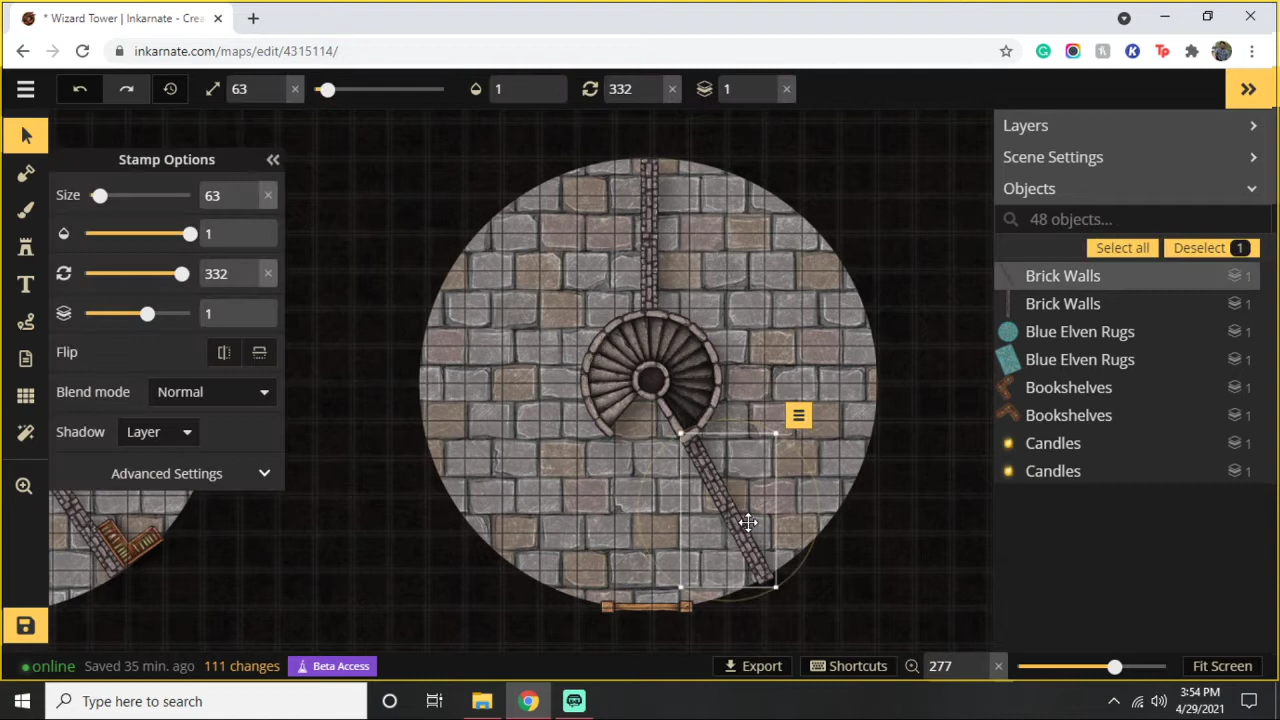 * Wizard Tower | Inkarnate - Crea
inkarnate.com/maps/edit/4315114/
K
Tp
63
1
332
1
Stamp Options
Size
63
1
332
1
Flip
Blend mode
Normal
Shadow
Layer
Advanced Settings
T
Layers
Scene Settings
Objects
48 objects...
Select all
Deselect 1
Brick Walls 1
Brick Walls 1
Blue Elven Rugs 1
Blue Elven Rugs 1
Bookshelves 1
Bookshelves 1
Candles 1
Candles 1
online
Saved 35 min. ago
111 changes
Beta Access
Export
Shortcuts
277
Fit Screen
Type here to search
3:54 PM
4/29/2021